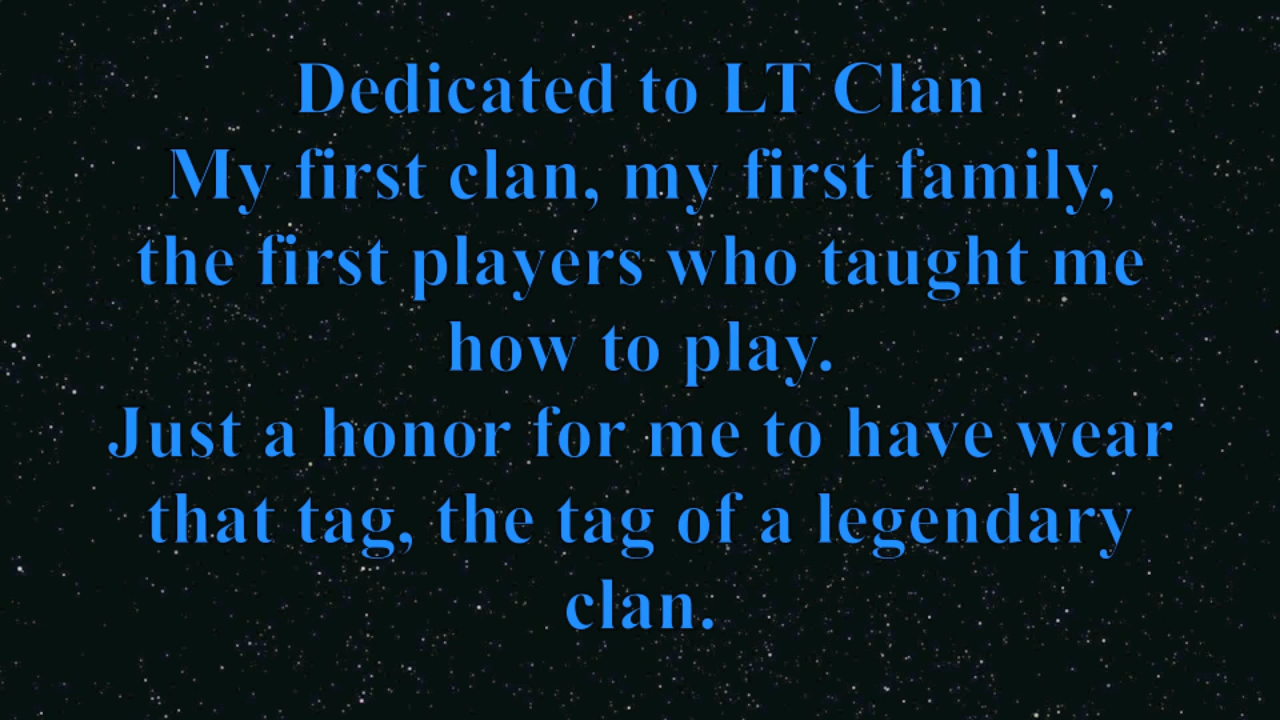 Dedicated to LT Clan
My first clan, my first family,
the first players who taught me
how to play.
Just a honor for me to have wear
that tag, the tag of a legendary
clan.